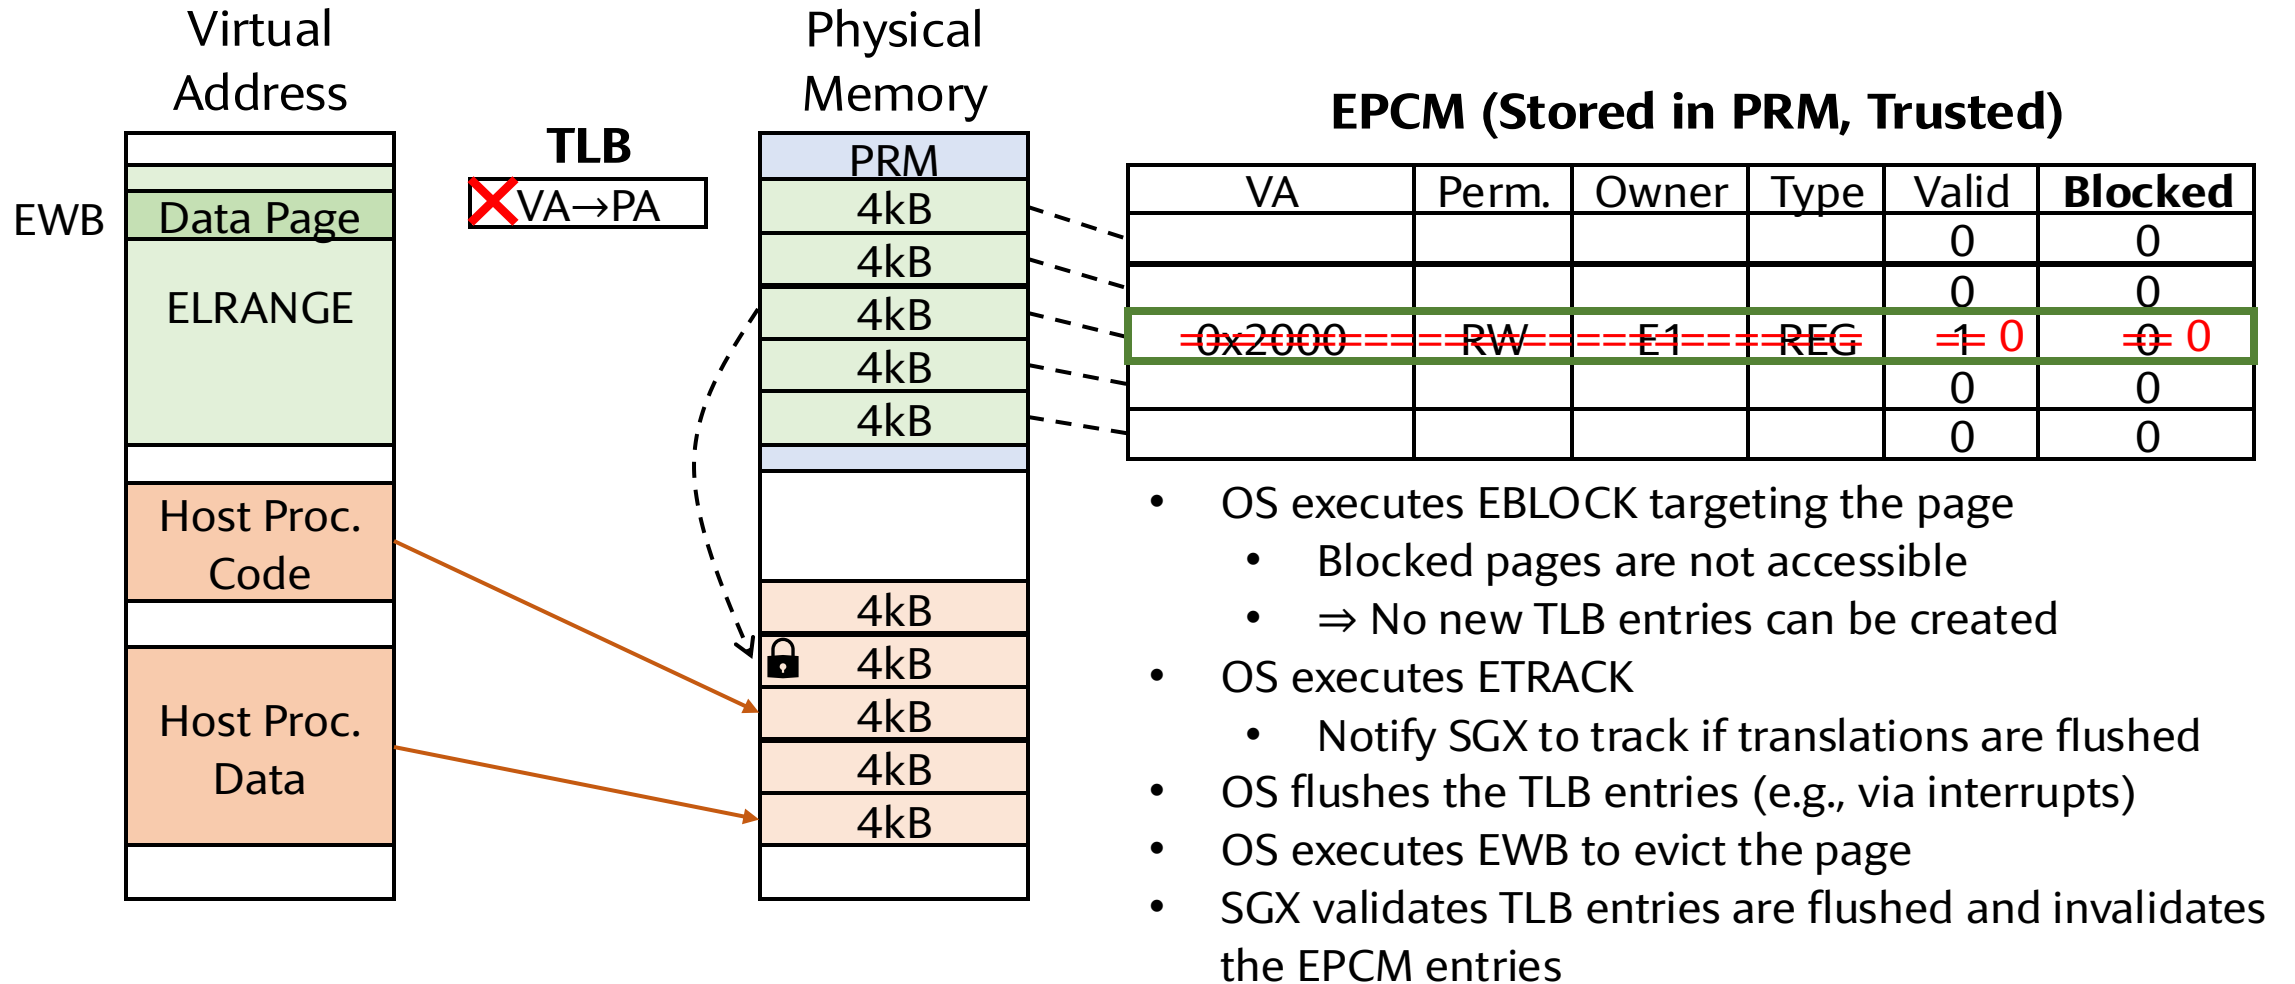 Virtual
Address
Physical
Memory
EPCM (Stored in PRM, Trusted)
TLB
VA→PA
PRM
EWB
Data Page
ELRANGE
4kB
4kB
4kB
4kB
4kB
VA Perm. Owner Type Valid Blocked
0 0
0 0
0x2000 RW E1 REG 1 0 0 0
0 0
0 0
Host Proc.
Code
Host Proc.
Data
4kB
4kB
4kB
4kB
4kB
• OS executes EBLOCK targeting the page
• Blocked pages are not accessible
• ⇒ No new TLB entries can be created
• OS executes ETRACK
• Notify SGX to track if translations are flushed
• OS flushes the TLB entries (e.g., via interrupts)
• OS executes EWB to evict the page
• SGX validates TLB entries are flushed and invalidates
the EPCM entries